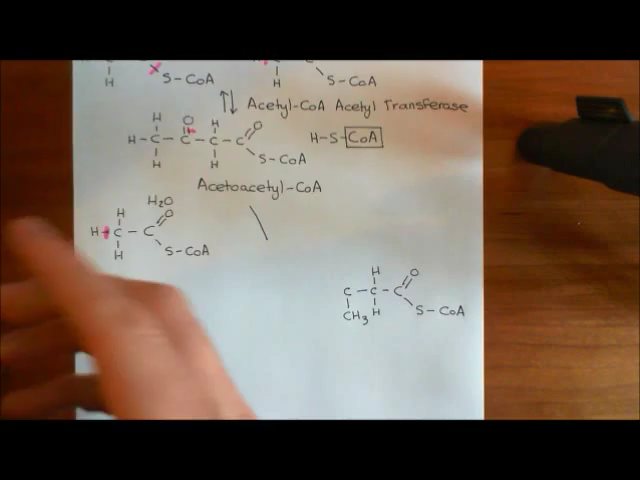 H S-CoA H S-CoA
Acetyl-CoA Acetyl Transferase
H O H O
H-C-C-C-C H-S-CoA
H H S-CoA
Acetoacetyl-CoA
H2O
H O
H C-C
H S-CoA
H O
C-C-C
CH3 H S-CoA